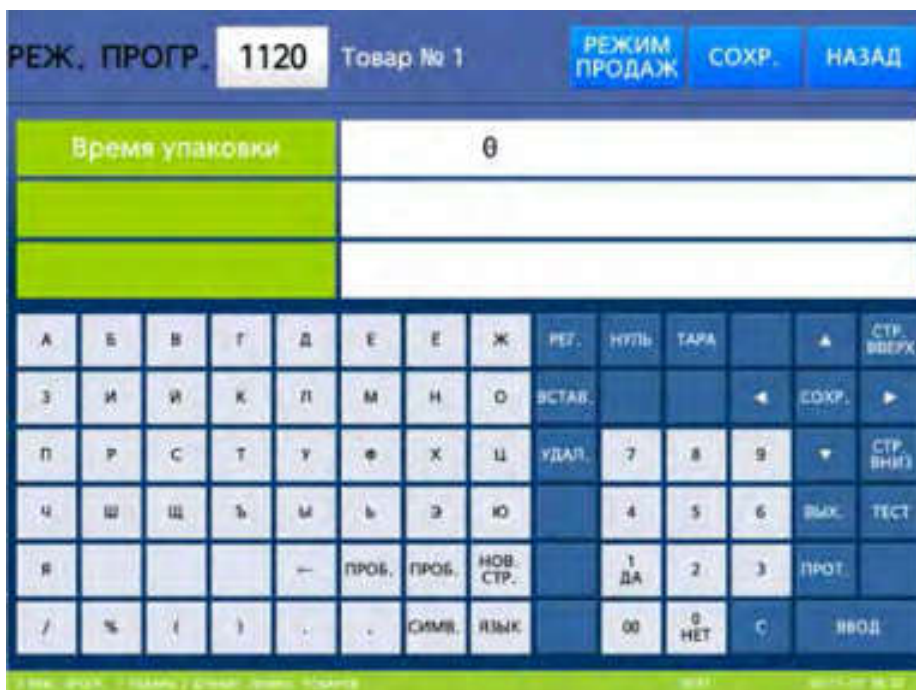 РЕЖ. ПРОГР. 1120 Товар № 1 РЕЖИМ ПРОДАЖ СОХР. НАЗАД
Время упаковки 0
А Б В Г Д Е Ё Ж РЕГ. НУЛЬ ТАРА ▲ СТР. ВВЕРХ
З И Й К Л М Н О ВСТАВ. ◀ СОХР. ▶
П Р С Т У Ф Х Ц УДАЛ. 7 8 9 ▼ СТР. ВНИЗ
Ч Ш Щ Ъ Ы Ь Э Ю 4 5 6 ВЫХ. ТЕСТ
Я ← ПРОБ. ПРОБ. НОВ. СТР. 1 ДА 2 3 ПРОТ.
/ % ( ) СИМВ. ЯЗЫК 00 0 НЕТ С ВВОД